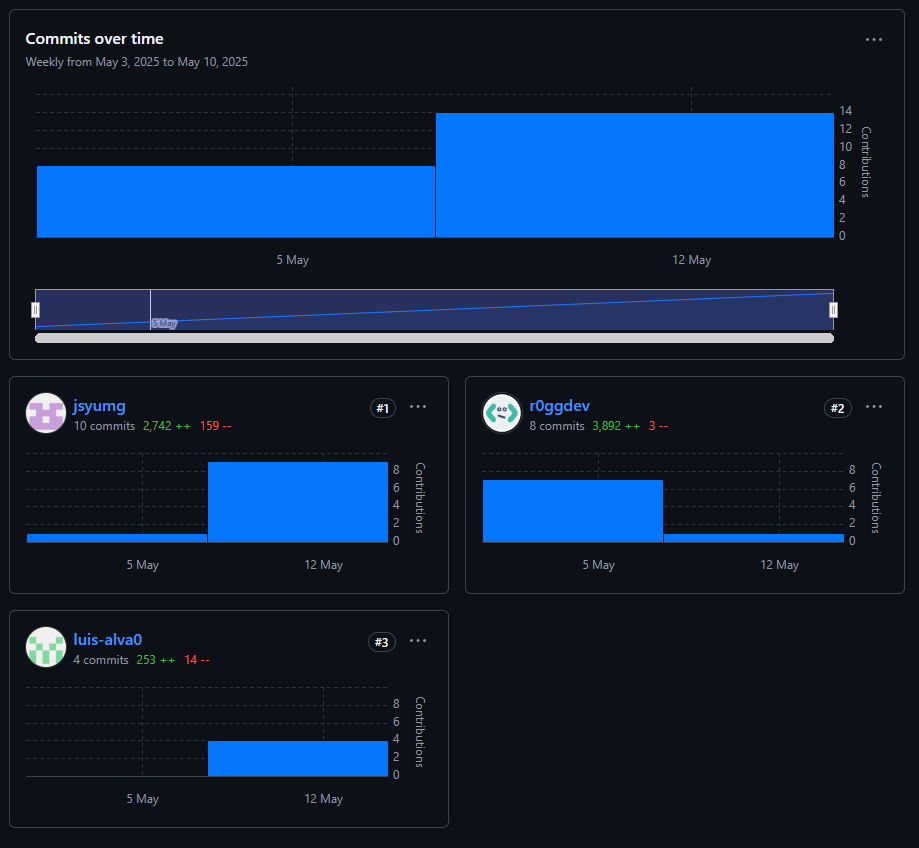 Commits over time
Weekly from May 3, 2025 to May 10, 2025
14
12
10
8
6
4
2
0
Contributions
5 May
12 May
5 May
jsyumg
#1
10 commits 2,742 ++ 159 --
8
6
4
2
0
Contributions
5 May
12 May
r0ggdev
#2
8 commits 3,892 ++ 3 --
8
6
4
2
0
Contributions
5 May
12 May
luis-alva0
#3
4 commits 253 ++ 14 --
8
6
4
2
0
Contributions
5 May
12 May